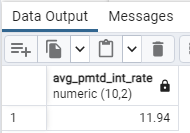 Data Output Messages
avg_pmtd_int_rate
numeric (10,2)
1 11.94